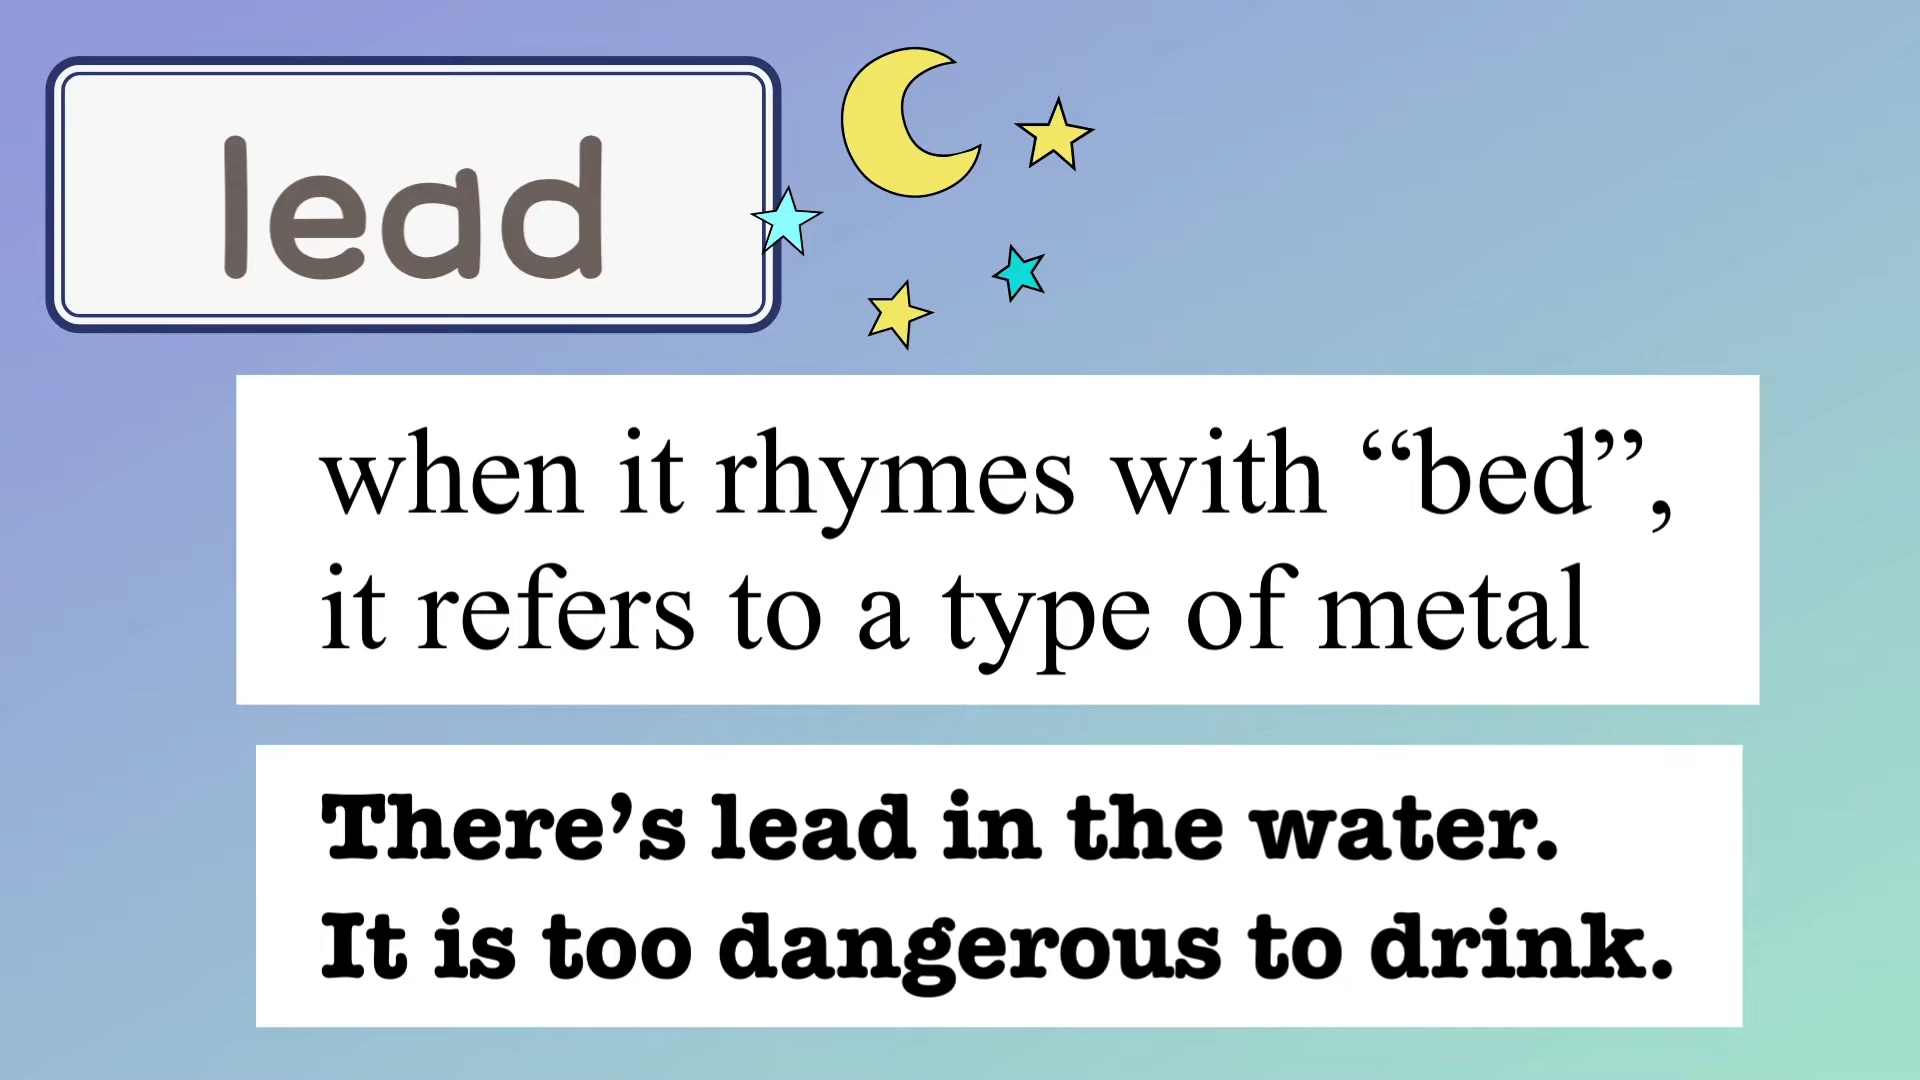 lead
when it rhymes with “bed”,
it refers to a type of metal
There’s lead in the water.
It is too dangerous to drink.